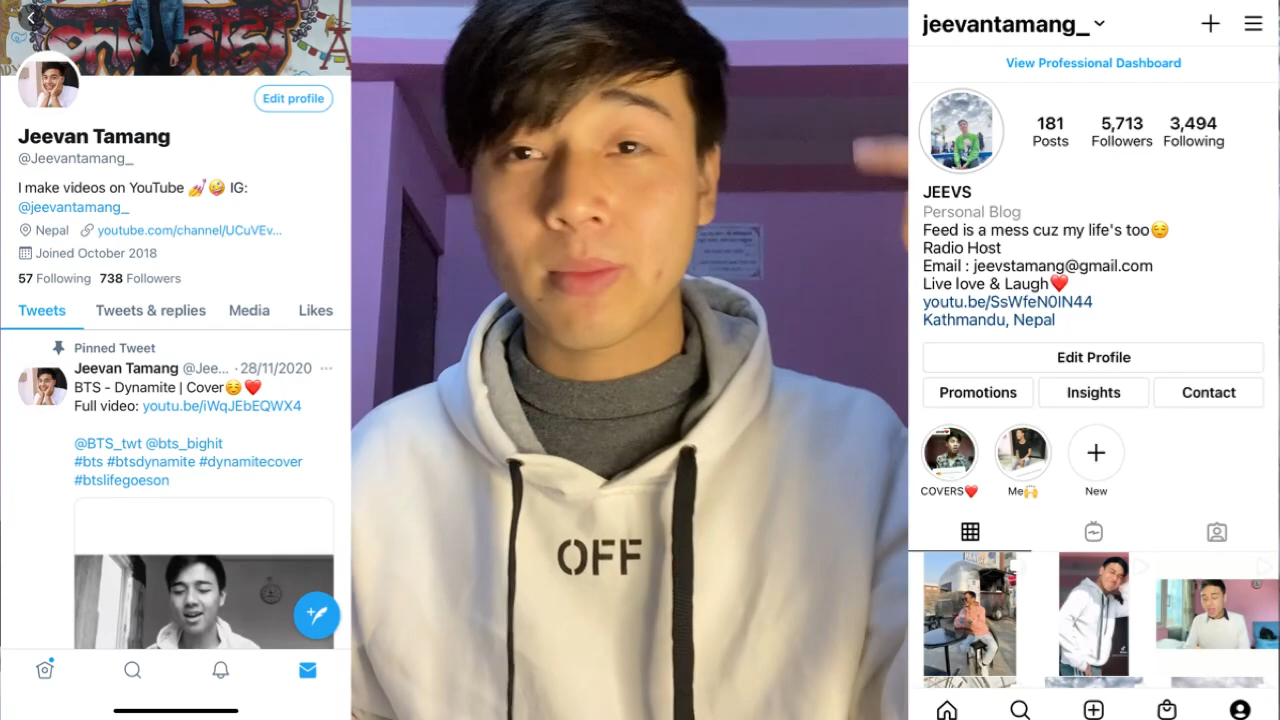 Edit profile
Jeevan Tamang
@Jeevantamang_
I make videos on YouTube 💅🤪 IG:
@jeevantamang_
Nepal youtube.com/channel/UCuVEv...
Joined October 2018
57 Following 738 Followers
Tweets Tweets & replies Media Likes
Pinned Tweet
Jeevan Tamang @Jee... · 28/11/2020 ···
BTS - Dynamite | Cover😌❤️
Full video: youtu.be/iWqJEbEQWX4
@BTS_twt @bts_bighit
#bts #btsdynamite #dynamitecover
#btslifegoeson
OFF
jeevantamang_
View Professional Dashboard
181 5,713 3,494
Posts Followers Following
JEEVS
Personal Blog
Feed is a mess cuz my life's too😌
Radio Host
Email : jeevstamang@gmail.com
Live love & Laugh❤️
youtu.be/SsWfeN0lN44
Kathmandu, Nepal
Edit Profile
Promotions Insights Contact
COVERS❤️ Me🙌 New